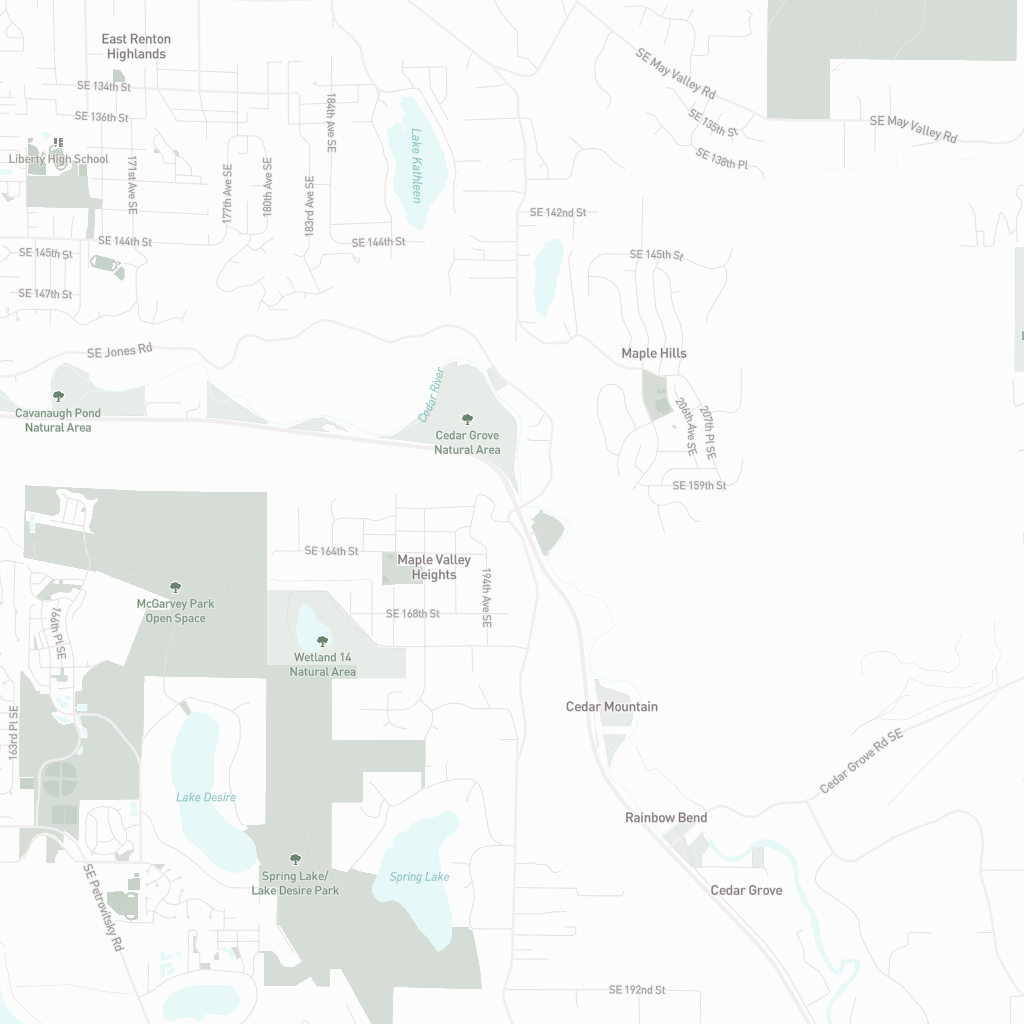 East Renton
Highlands
SE May Valley Rd
SE 134th St
184th Ave SE
SE 135th St
SE 136th St
SE May Valley Rd
Lake Kathleen
Liberty High School
SE 138th Pl
171st Ave SE
177th Ave SE
180th Ave SE
183rd Ave SE
SE 142nd St
SE 144th St
SE 144th St
SE 145th St
SE 145th St
SE 147th St
SE Jones Rd
Maple Hills
Cedar River
Cavanaugh Pond
Natural Area
Cedar Grove
Natural Area
206th Ave SE
207th Pl SE
SE 159th St
SE 164th St
Maple Valley
Heights
194th Ave SE
McGarvey Park
Open Space
SE 168th St
166th Pl SE
Wetland 14
Natural Area
Cedar Mountain
163rd Pl SE
Cedar Grove Rd SE
Lake Desire
Rainbow Bend
Spring Lake/
Lake Desire Park
Spring Lake
Cedar Grove
SE Petrovitsky Rd
SE 192nd St